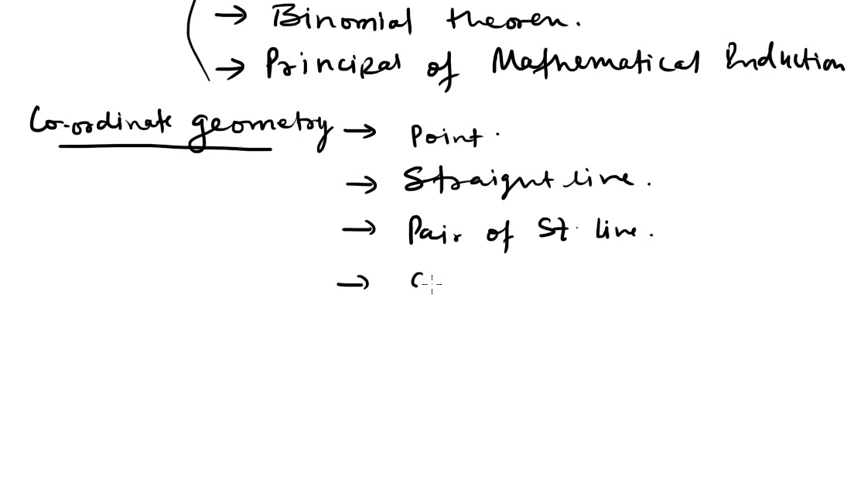 → Binomial theoren.
→ Principal of Mathematical Induction
Co-ordinate geometry → Point.
→ Straight line.
→ Pair of St. line.
→ C